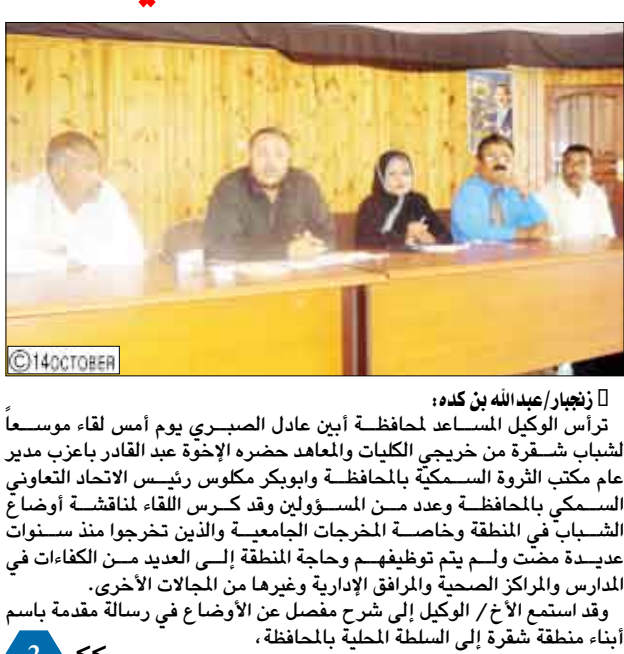 ©14OCTOBER
زنجبار/عبدالله بن كده:
ترأس الوكيل المساعد لمحافظة أبين عادل الصبري يوم أمس لقاء موسعاً
لشباب شقرة من خريجي الكليات والمعاهد حضره الإخوة عبد القادر باعزب مدير
عام مكتب الثروة السمكية بالمحافظة وابوبكر مكلوس رئيس الاتحاد التعاوني
السمكي بالمحافظة وعدد من المسؤولين وقد كرس اللقاء لمناقشة أوضاع
الشباب في المنطقة وخاصة المخرجات الجامعية والذين تخرجوا منذ سنوات
عديدة مضت ولم يتم توظيفهم وحاجة المنطقة إلى العديد من الكفاءات في
المدارس والمراكز الصحية والمرافق الإدارية وغيرها من المجالات الأخرى.
وقد استمع الأخ/ الوكيل إلى شرح مفصل عن الأوضاع في رسالة مقدمة باسم
أبناء منطقة شقرة إلى السلطة المحلية بالمحافظة،